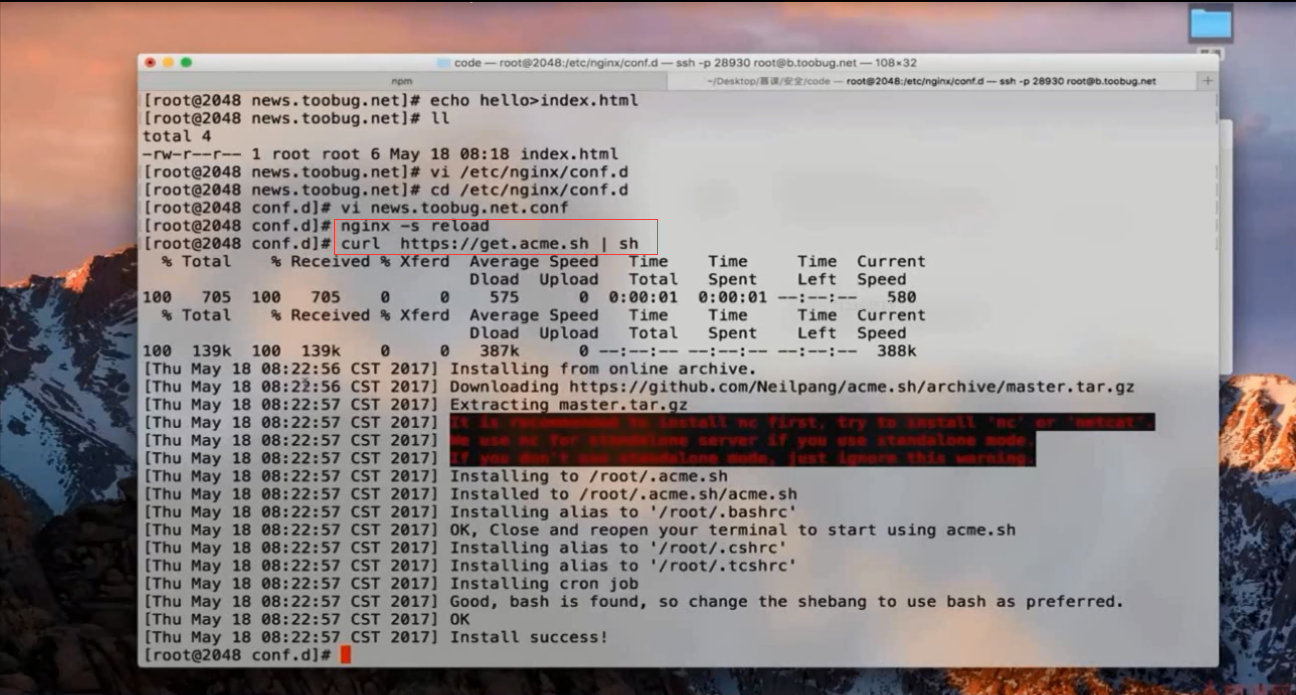 code — root@2048:/etc/nginx/conf.d — ssh -p 28930 root@b.toobug.net — 108×32
npm
~/Desktop/慕课/安全/code — root@2048:/etc/nginx/conf.d — ssh -p 28930 root@b.toobug.net
[root@2048 news.toobug.net]# echo hello>index.html
[root@2048 news.toobug.net]# ll
total 4
-rw-r--r-- 1 root root 6 May 18 08:18 index.html
[root@2048 news.toobug.net]# vi /etc/nginx/conf.d
[root@2048 news.toobug.net]# cd /etc/nginx/conf.d
[root@2048 conf.d]# vi news.toobug.net.conf
[root@2048 conf.d]# nginx -s reload
[root@2048 conf.d]# curl  https://get.acme.sh | sh
% Total    % Received % Xferd  Average Speed   Time    Time     Time  Current
Dload  Upload   Total   Spent    Left  Speed
100   705  100   705    0     0    575      0  0:00:01  0:00:01 --:--:--   580
% Total    % Received % Xferd  Average Speed   Time    Time     Time  Current
Dload  Upload   Total   Spent    Left  Speed
100  139k  100  139k    0     0   387k      0 --:--:-- --:--:-- --:--:--  388k
[Thu May 18 08:22:56 CST 2017] Installing from online archive.
[Thu May 18 08:22:56 CST 2017] Downloading https://github.com/Neilpang/acme.sh/archive/master.tar.gz
[Thu May 18 08:22:57 CST 2017] Extracting master.tar.gz
[Thu May 18 08:22:57 CST 2017] It is recommended to install nc first, try to install 'nc' or 'netcat'.
[Thu May 18 08:22:57 CST 2017] We use nc for standalone server if you use standalone mode.
[Thu May 18 08:22:57 CST 2017] If you don't use standalone mode, just ignore this warning.
[Thu May 18 08:22:57 CST 2017] Installing to /root/.acme.sh
[Thu May 18 08:22:57 CST 2017] Installed to /root/.acme.sh/acme.sh
[Thu May 18 08:22:57 CST 2017] Installing alias to '/root/.bashrc'
[Thu May 18 08:22:57 CST 2017] OK, Close and reopen your terminal to start using acme.sh
[Thu May 18 08:22:57 CST 2017] Installing alias to '/root/.cshrc'
[Thu May 18 08:22:57 CST 2017] Installing alias to '/root/.tcshrc'
[Thu May 18 08:22:57 CST 2017] Installing cron job
[Thu May 18 08:22:57 CST 2017] Good, bash is found, so change the shebang to use bash as preferred.
[Thu May 18 08:22:57 CST 2017] OK
[Thu May 18 08:22:57 CST 2017] Install success!
[root@2048 conf.d]#